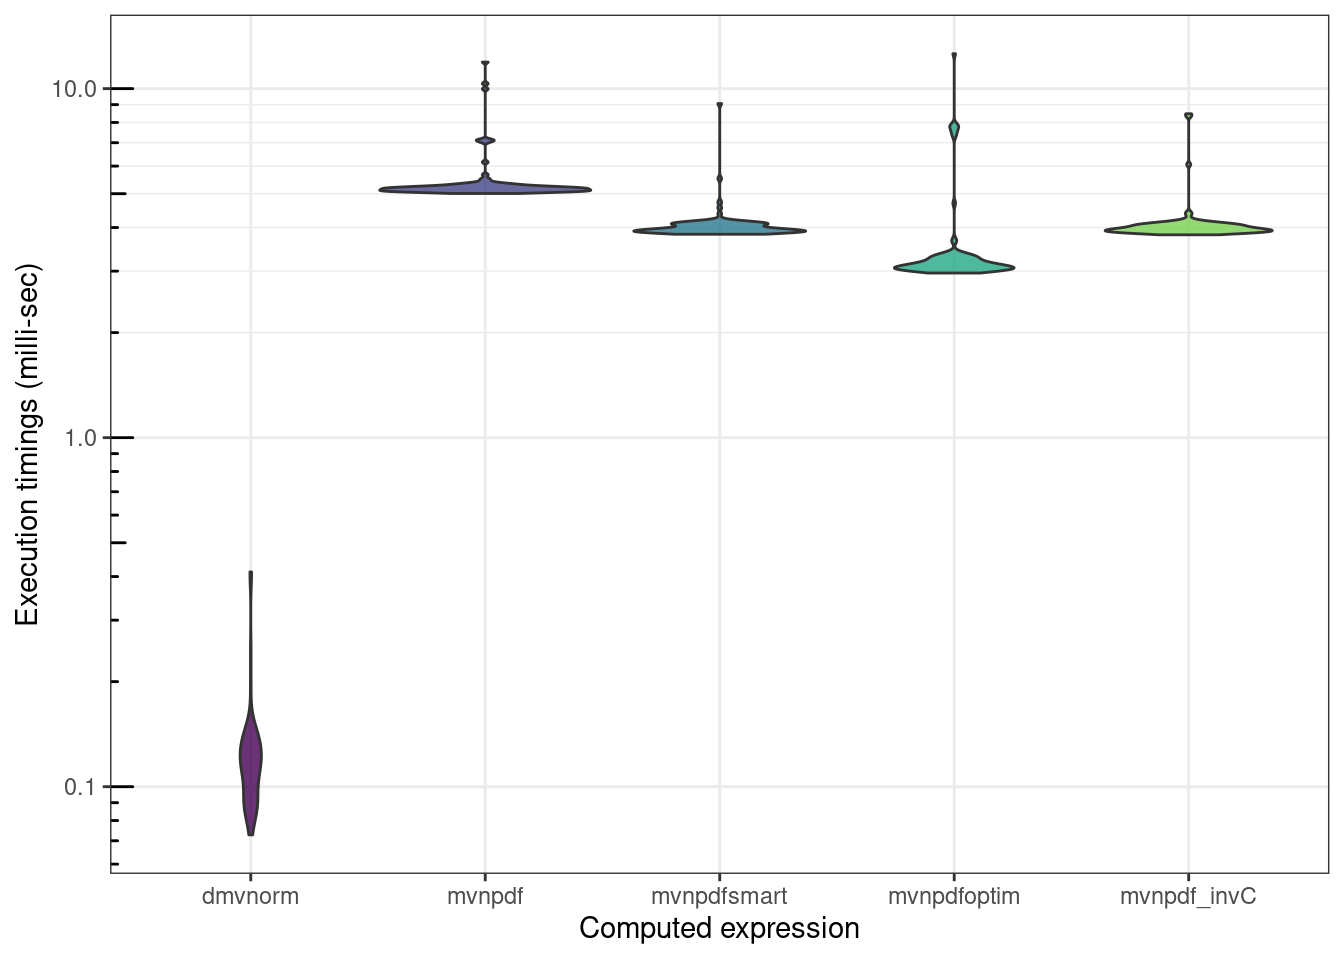 Execution timings (milli-sec)
10.0
1.0
0.1
dmvnorm
mvnpdf
mvnpdfsmart
mvnpdfoptim
mvnpdf_invC
Computed expression